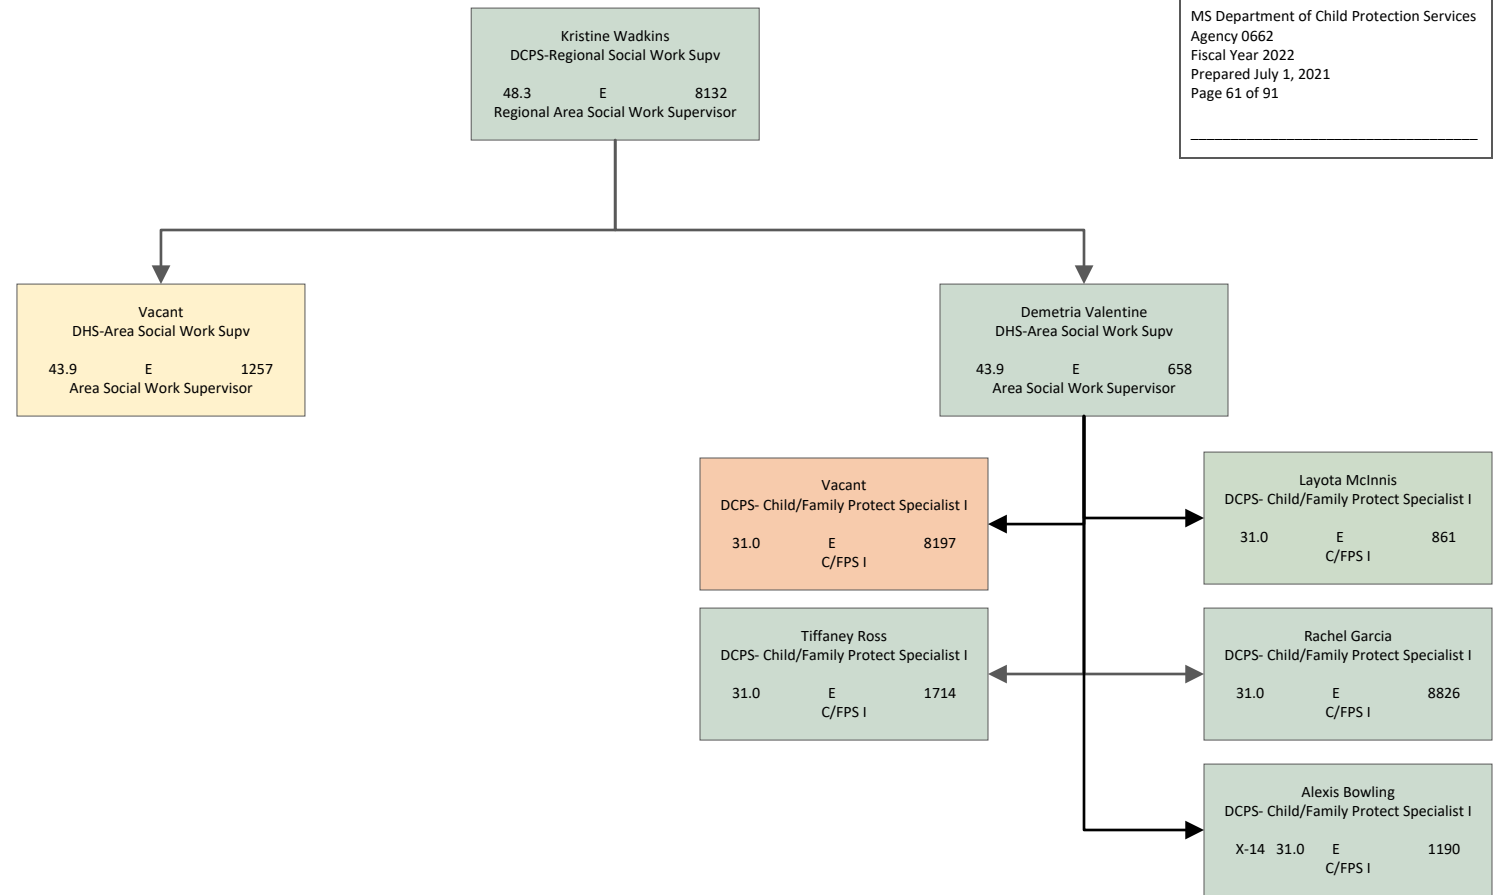 MS Department of Child Protection Services
Agency 0662
Fiscal Year 2022
Prepared July 1, 2021
Page 61 of 91
Kristine Wadkins
DCPS-Regional Social Work Supv
48.3 E 8132
Regional Area Social Work Supervisor
Vacant
DHS-Area Social Work Supv
43.9 E 1257
Area Social Work Supervisor
Demetria Valentine
DHS-Area Social Work Supv
43.9 E 658
Area Social Work Supervisor
Vacant
DCPS- Child/Family Protect Specialist I
31.0 E 8197
C/FPS I
Layota McInnis
DCPS- Child/Family Protect Specialist I
31.0 E 861
C/FPS I
Tiffaney Ross
DCPS- Child/Family Protect Specialist I
31.0 E 1714
C/FPS I
Rachel Garcia
DCPS- Child/Family Protect Specialist I
31.0 E 8826
C/FPS I
Alexis Bowling
DCPS- Child/Family Protect Specialist I
X-14 31.0 E 1190
C/FPS I